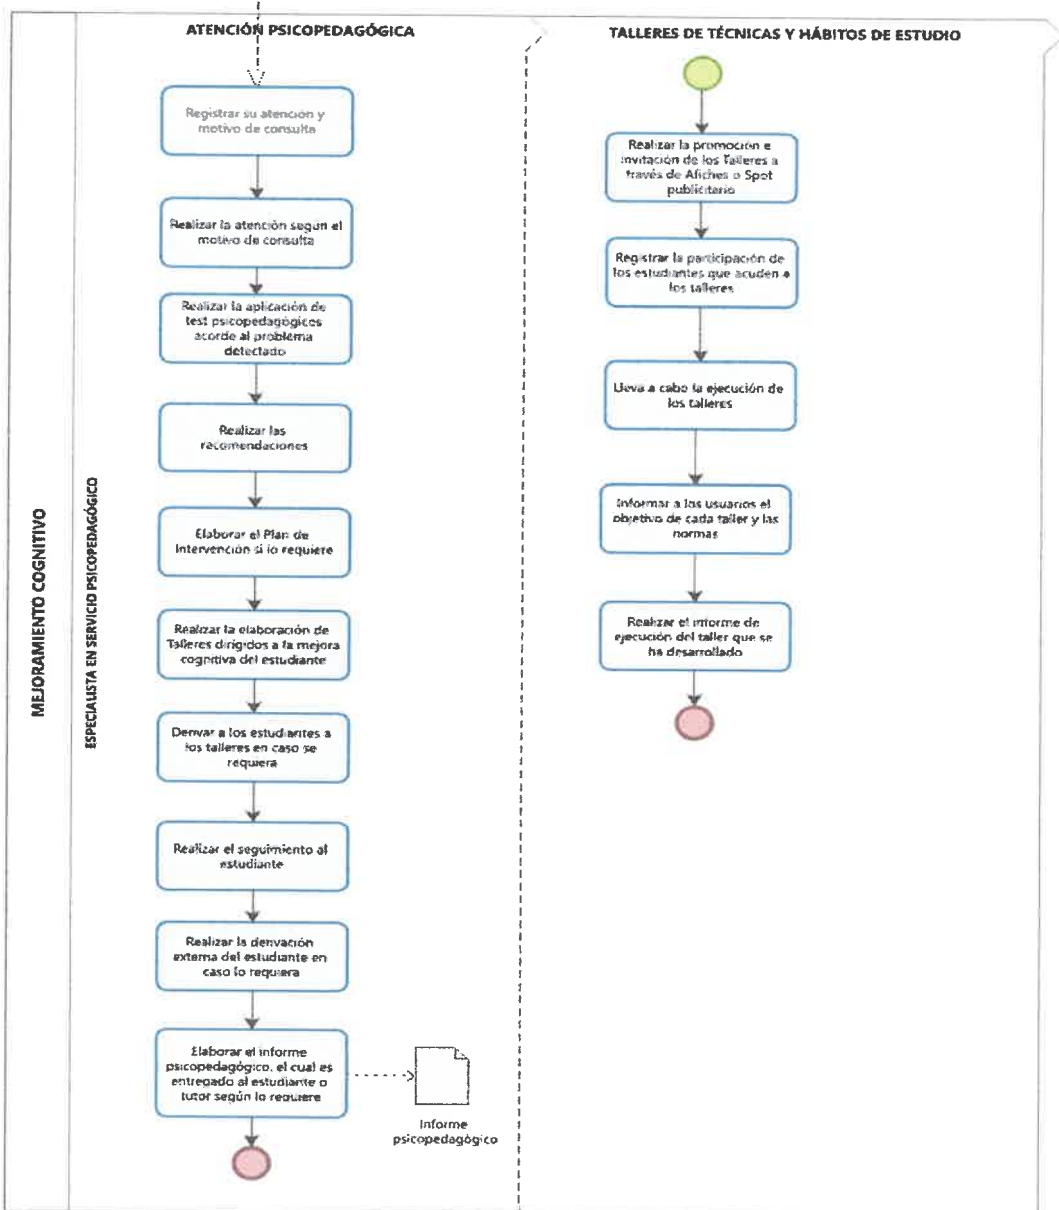 ATENCIÓN PSICOPEDAGÓGICA
Registrar su atención y
motivo de consulta
Realizar la atención según el
motivo de consulta
Realizar la aplicación de
test psicopedagógicos
acorde al problema
detectado
Realizar las
recomendaciones
Elaborar el Plan de
Intervención si lo requiere
Realizar la elaboración de
Talleres dirigidos a la mejora
cognitiva del estudiante
Derivar a los estudiantes a
los talleres en caso se
requiera
Realizar el seguimiento al
estudiante
Realizar la derivación
externa del estudiante en
caso lo requiera
Elaborar el informe
psicopedagógico, el cual es
entregado al estudiante o
tutor según lo requiere
Informe
psicopedagógico
TALLERES DE TÉCNICAS Y HÁBITOS DE ESTUDIO
Realizar la promoción e
invitación de los Talleres a
través de Afiches o Spot
publicitario
Registrar la participación de
los estudiantes que acuden a
los talleres
Lleva a cabo la ejecución de
los talleres
Informar a los usuarios el
objetivo de cada taller y las
normas
Realizar el informe de
ejecución del taller que se
ha desarrollado
MEJORAMIENTO COGNITIVO
ESPECIALISTA EN SERVICIO PSICOPEDAGÓGICO